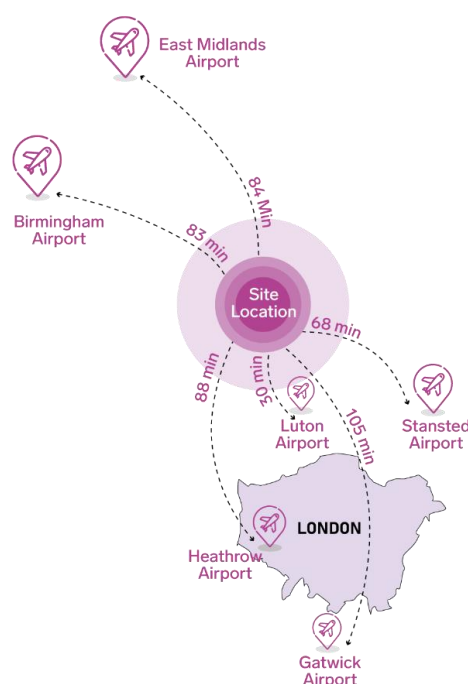 East Midlands
Airport
84 Min
Birmingham
Airport
83 min
Site
Location
68 min
88 min
30 min
105 min
Luton
Airport
Stansted
Airport
LONDON
Heathrow
Airport
Gatwick
Airport